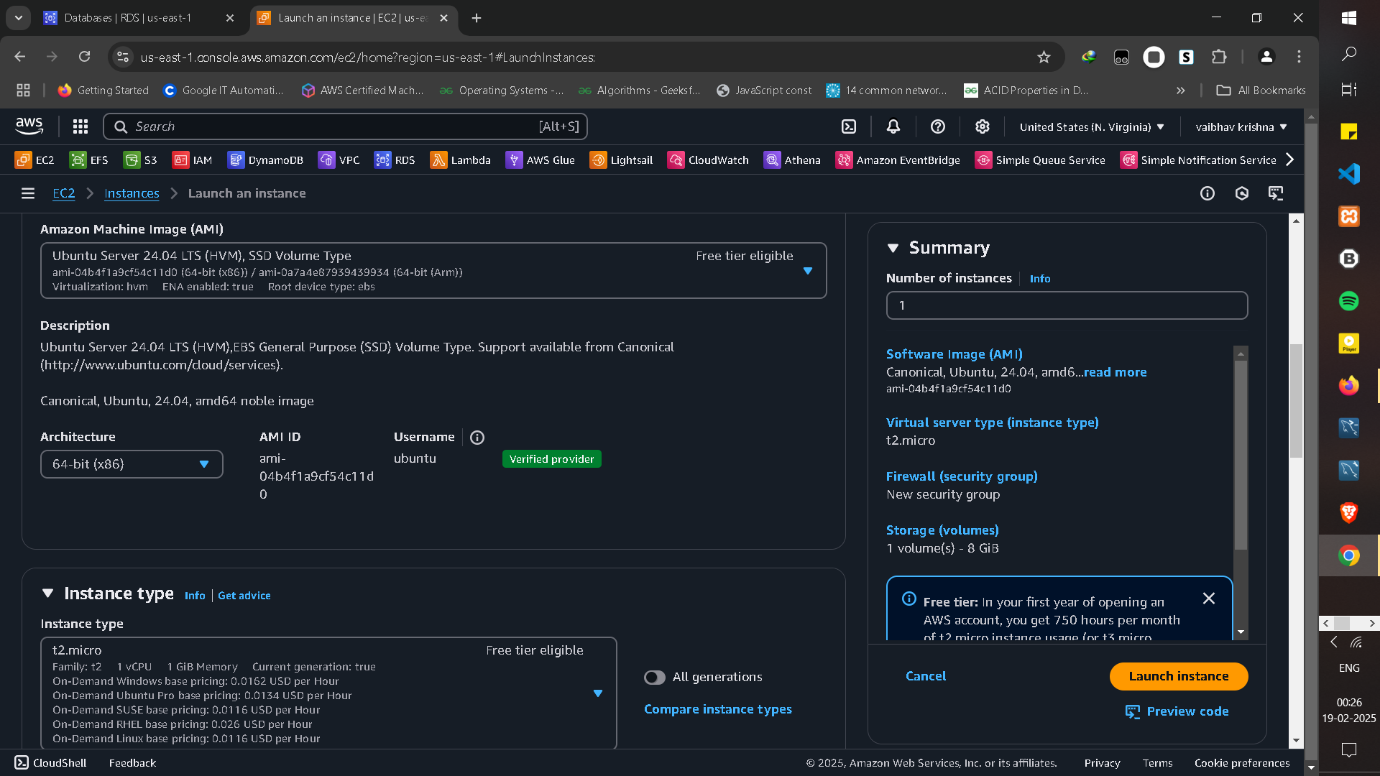 Databases | RDS | us-east-1
Launch an instance | EC2 | us-e
us-east-1.console.aws.amazon.com/ec2/home?region=us-east-1#LaunchInstances:
Getting Started
Google IT Automati...
AWS Certified Mach...
Operating Systems -...
Algorithms - Geeksf...
JavaScript const
14 common networ...
ACID Properties in D...
All Bookmarks
aws
Search
[Alt+S]
United States (N. Virginia)
vaibhav krishna
EC2
EFS
S3
IAM
DynamoDB
VPC
RDS
Lambda
AWS Glue
Lightsail
CloudWatch
Athena
Amazon EventBridge
Simple Queue Service
Simple Notification Service
EC2
Instances
Launch an instance
Amazon Machine Image (AMI)
Ubuntu Server 24.04 LTS (HVM), SSD Volume Type
Free tier eligible
ami-04b4f1a9cf54c11d0 (64-bit (x86)) / ami-0a7a4e87939439934 (64-bit (Arm))
Virtualization: hvm ENA enabled: true Root device type: ebs
Description
Ubuntu Server 24.04 LTS (HVM),EBS General Purpose (SSD) Volume Type. Support available from Canonical
(http://www.ubuntu.com/cloud/services).
Canonical, Ubuntu, 24.04, amd64 noble image
Architecture
64-bit (x86)
AMI ID
ami-
04b4f1a9cf54c11d
0
Username
ubuntu
Verified provider
Instance type
Info
Get advice
Instance type
t2.micro
Free tier eligible
Family: t2 1 vCPU 1 GiB Memory Current generation: true
On-Demand Windows base pricing: 0.0162 USD per Hour
On-Demand Ubuntu Pro base pricing: 0.0134 USD per Hour
On-Demand SUSE base pricing: 0.0116 USD per Hour
On-Demand RHEL base pricing: 0.026 USD per Hour
On-Demand Linux base pricing: 0.0116 USD per Hour
All generations
Compare instance types
Summary
Number of instances
Info
1
Software Image (AMI)
Canonical, Ubuntu, 24.04, amd6...read more
ami-04b4f1a9cf54c11d0
Virtual server type (instance type)
t2.micro
Firewall (security group)
New security group
Storage (volumes)
1 volume(s) - 8 GiB
Free tier: In your first year of opening an
AWS account, you get 750 hours per month
of t2.micro instance usage (or t3.micro
Cancel
Launch instance
Preview code
CloudShell
Feedback
© 2025, Amazon Web Services, Inc. or its affiliates.
Privacy
Terms
Cookie preferences
ENG
00:26
19-02-2025